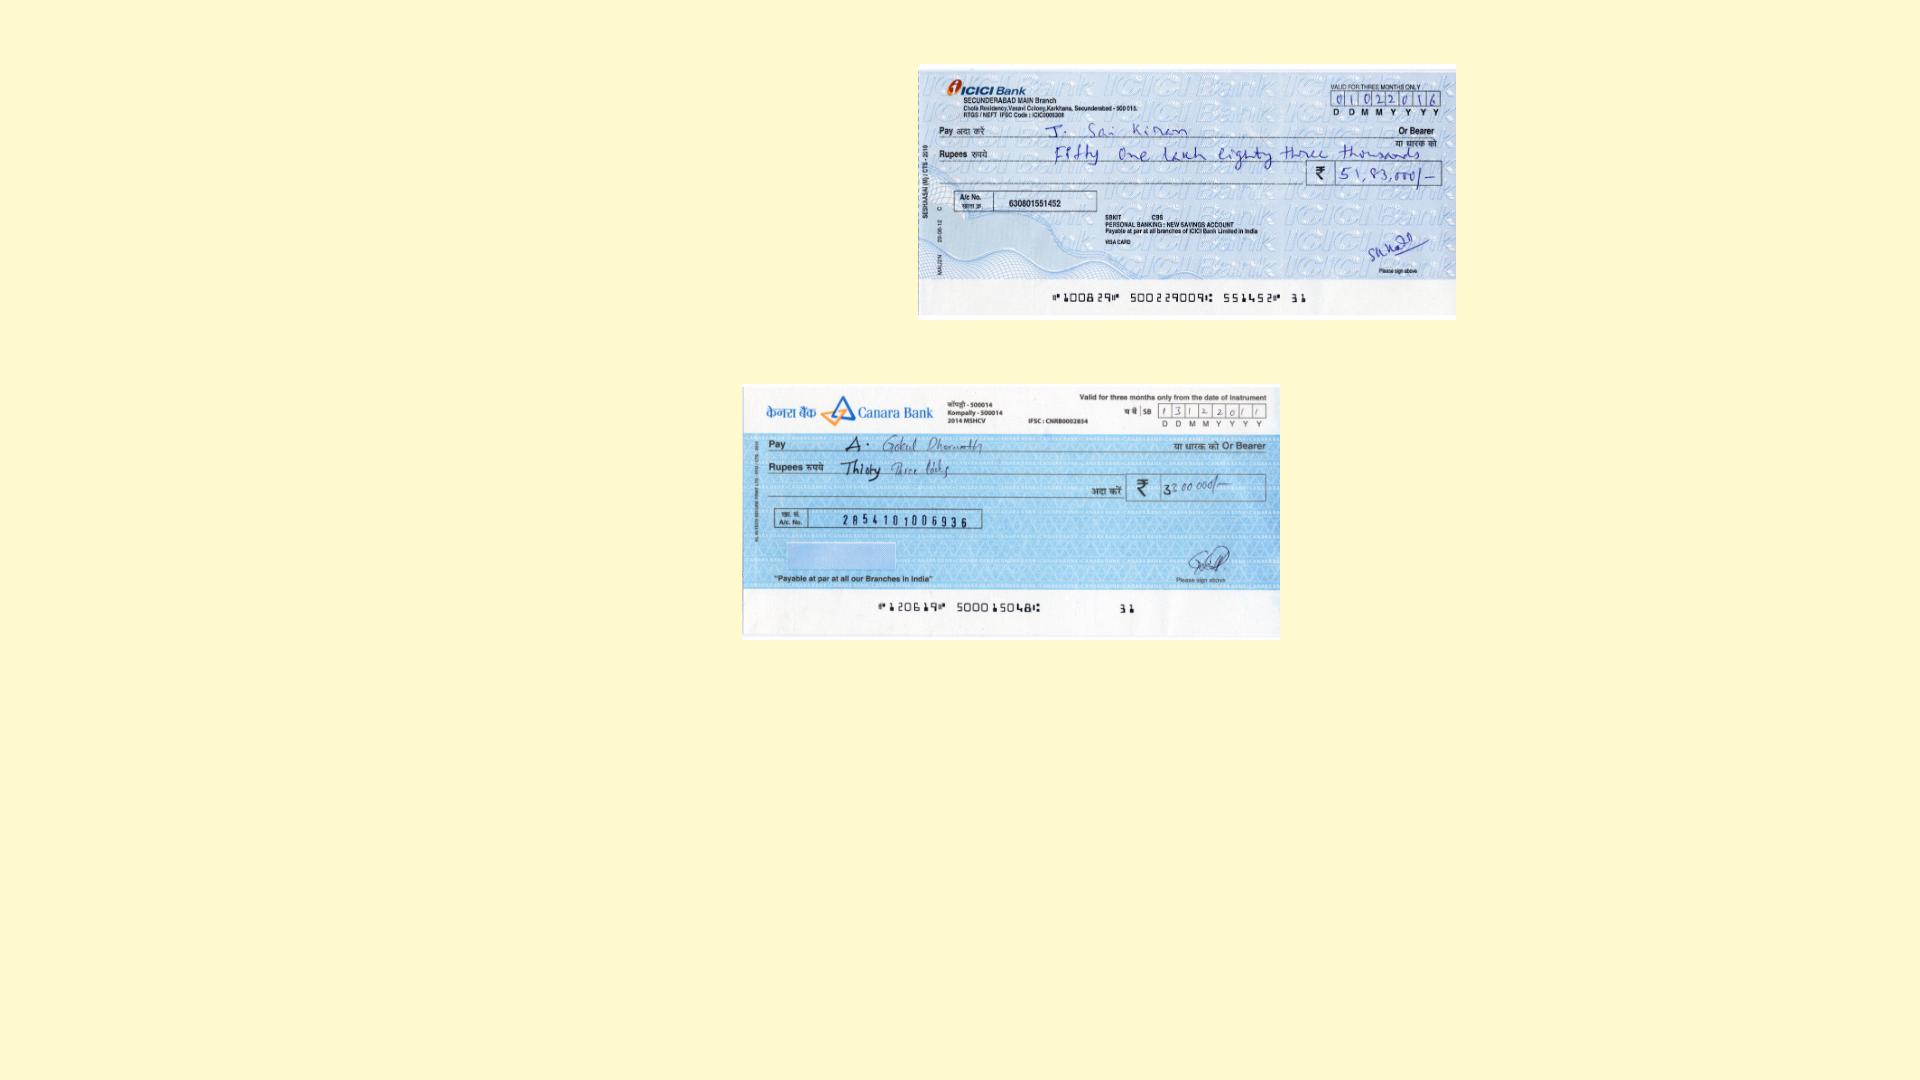 ICICI Bank
SECUNDERABAD MAIN Branch
Chola Residency,Vasavi Colony,Karkhana, Secunderabad - 500 015.
RTGS / NEFT IFSC Code :
VALID FOR THREE MONTHS ONLY
0 1 0 2 2 0 1 6
D D M M Y Y Y Y
Pay अदा करें J. Sai Kiran Or Bearer
या धारक को
Rupees रुपये Fifty One lakh eighty three thousands
₹ 51,83,000/-
A/c No. 630801551452
खाता क्र.
SBKIT CBS
PERSONAL BANKING : NEW SAVINGS ACCOUNT
Payable at par at all branches of ICICI Bank Limited in India
VISA CARD
Please sign above
⑈100829⑈ 500229009⑆ 551452⑈ 31
केनरा बैंक Canara Bank
कोंपल्ली - 500014
Kompally - 500014
2014 MSHCV
IFSC : CNRB0002854
Valid for three months only from the date of instrument
SB 1 3 1 2 2 0 1 1
D D M M Y Y Y Y
Pay A. Gokul या धारक को Or Bearer
Rupees रुपये Thirty Three lakhs
अदा करें ₹ 3300000/-
A/c. No. 2854101006936
"Payable at par at all our Branches in India"
Please sign above
⑈120619⑈ 500015048⑆ 31